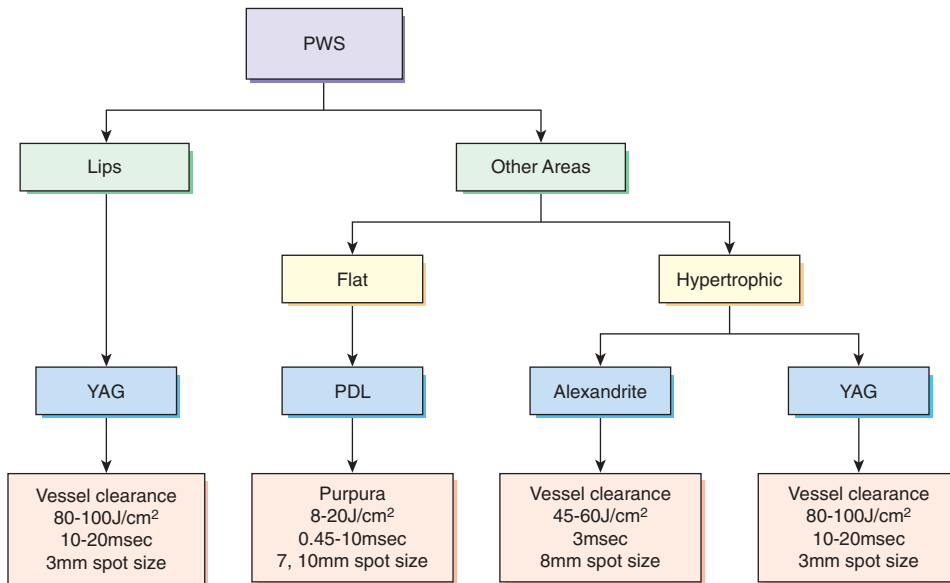 PWS
Lips
Other Areas
Flat
Hypertrophic
YAG
PDL
Alexandrite
YAG
Vessel clearance
80-100J/cm²
10-20msec
3mm spot size
Purpura
8-20J/cm²
0.45-10msec
7, 10mm spot size
Vessel clearance
45-60J/cm²
3msec
8mm spot size
Vessel clearance
80-100J/cm²
10-20msec
3mm spot size